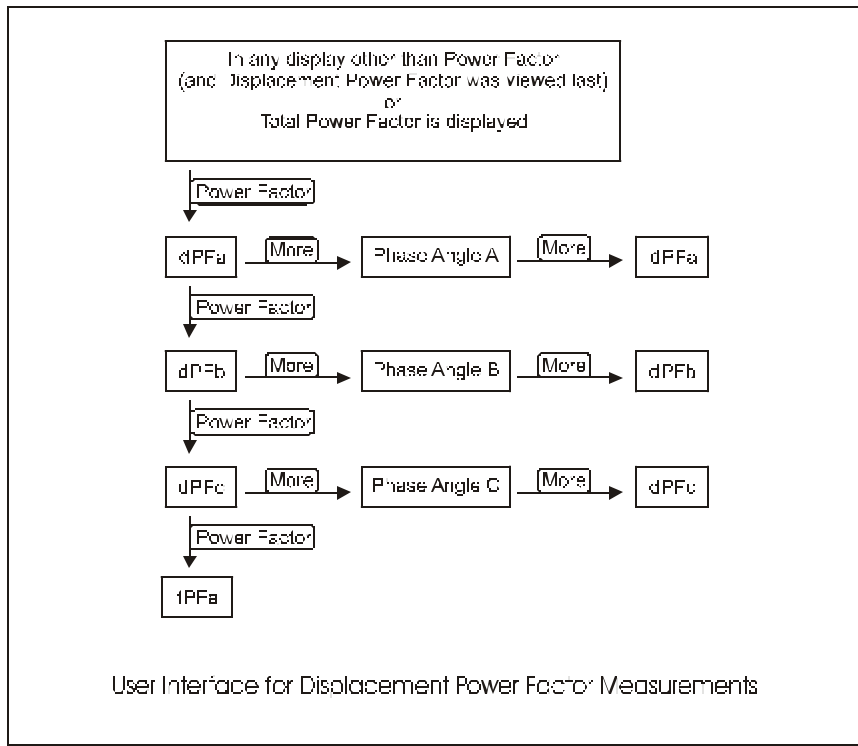 In any display other than Power Factor
(and Displacement Power Factor was viewed last)
or
Total Power Factor is displayed
Power Factor
dPFa
More
Phase Angle A
More
dPFa
Power Factor
dPFb
More
Phase Angle B
More
dPFb
Power Factor
dPFc
More
Phase Angle C
More
dPFc
Power Factor
tPFa
User Interface for Displacement Power Factor Measurements